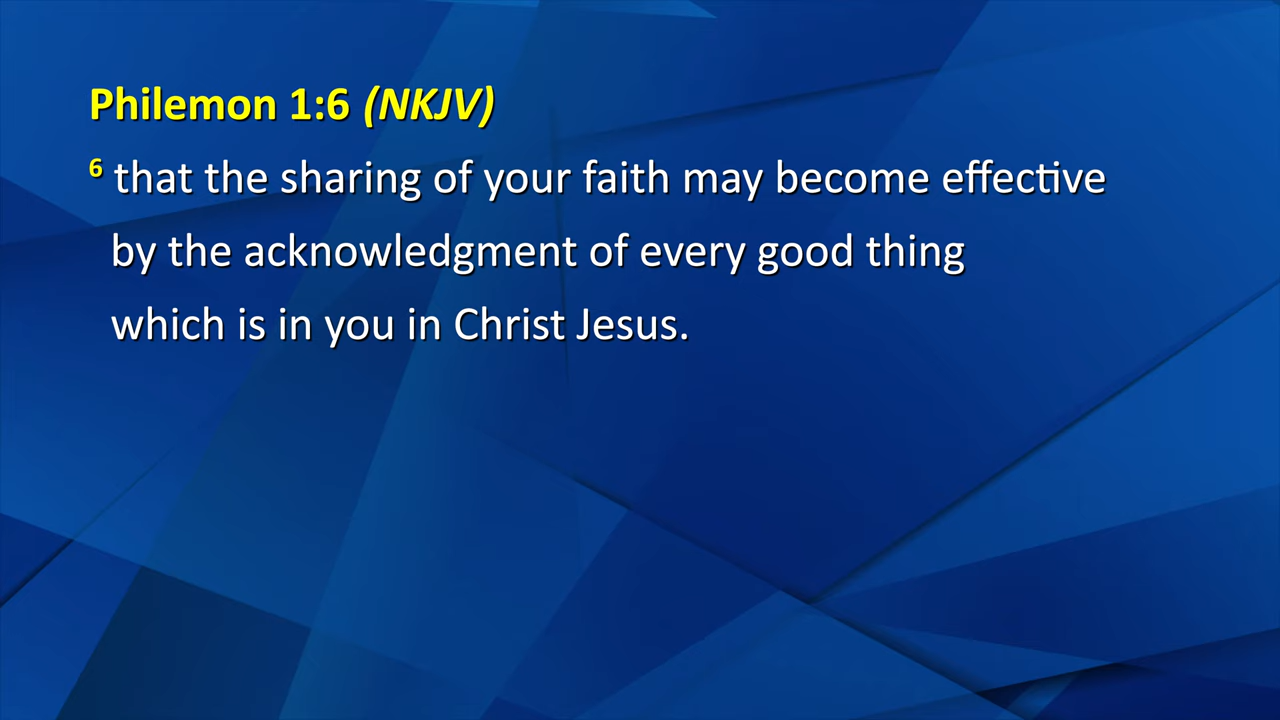 Philemon 1:6 (NKJV)
6 that the sharing of your faith may become effective
by the acknowledgment of every good thing
which is in you in Christ Jesus.